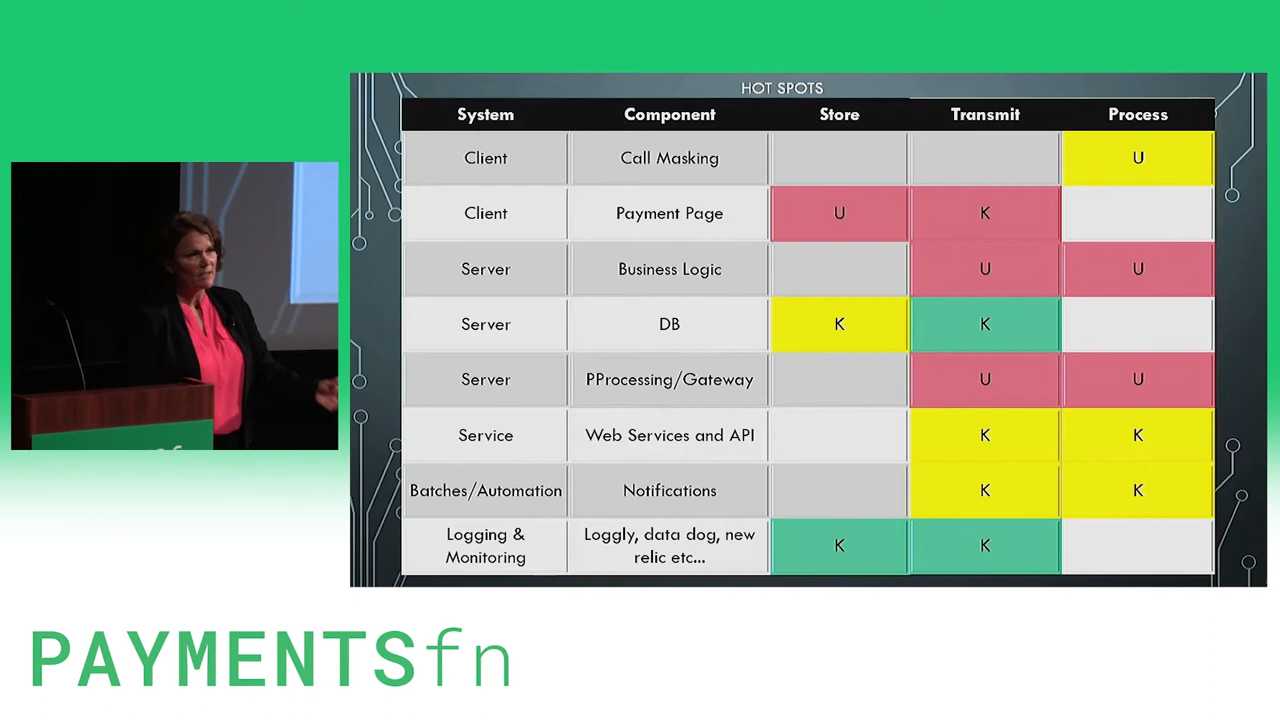 HOT SPOTS
System Component Store Transmit Process
Client Call Masking U
Client Payment Page U K
Server Business Logic U U
Server DB K K
Server PProcessing/Gateway U U
Service Web Services and API K K
Batches/Automation Notifications K K
Logging & Monitoring Loggly, data dog, new relic etc... K K
PAYMENTSfn